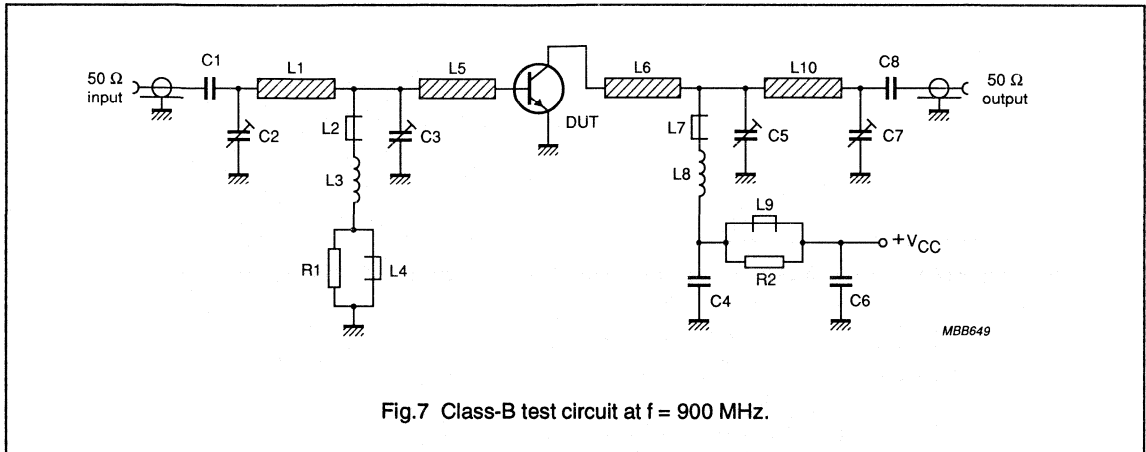 C1
L1
L5
L6
L10
C8
50 Ω
input
50 Ω
output
DUT
C2
L2
C3
L7
C5
C7
L3
L8
L9
+VCC
R1
L4
R2
C4
C6
MBB649
Fig.7 Class-B test circuit at f = 900 MHz.